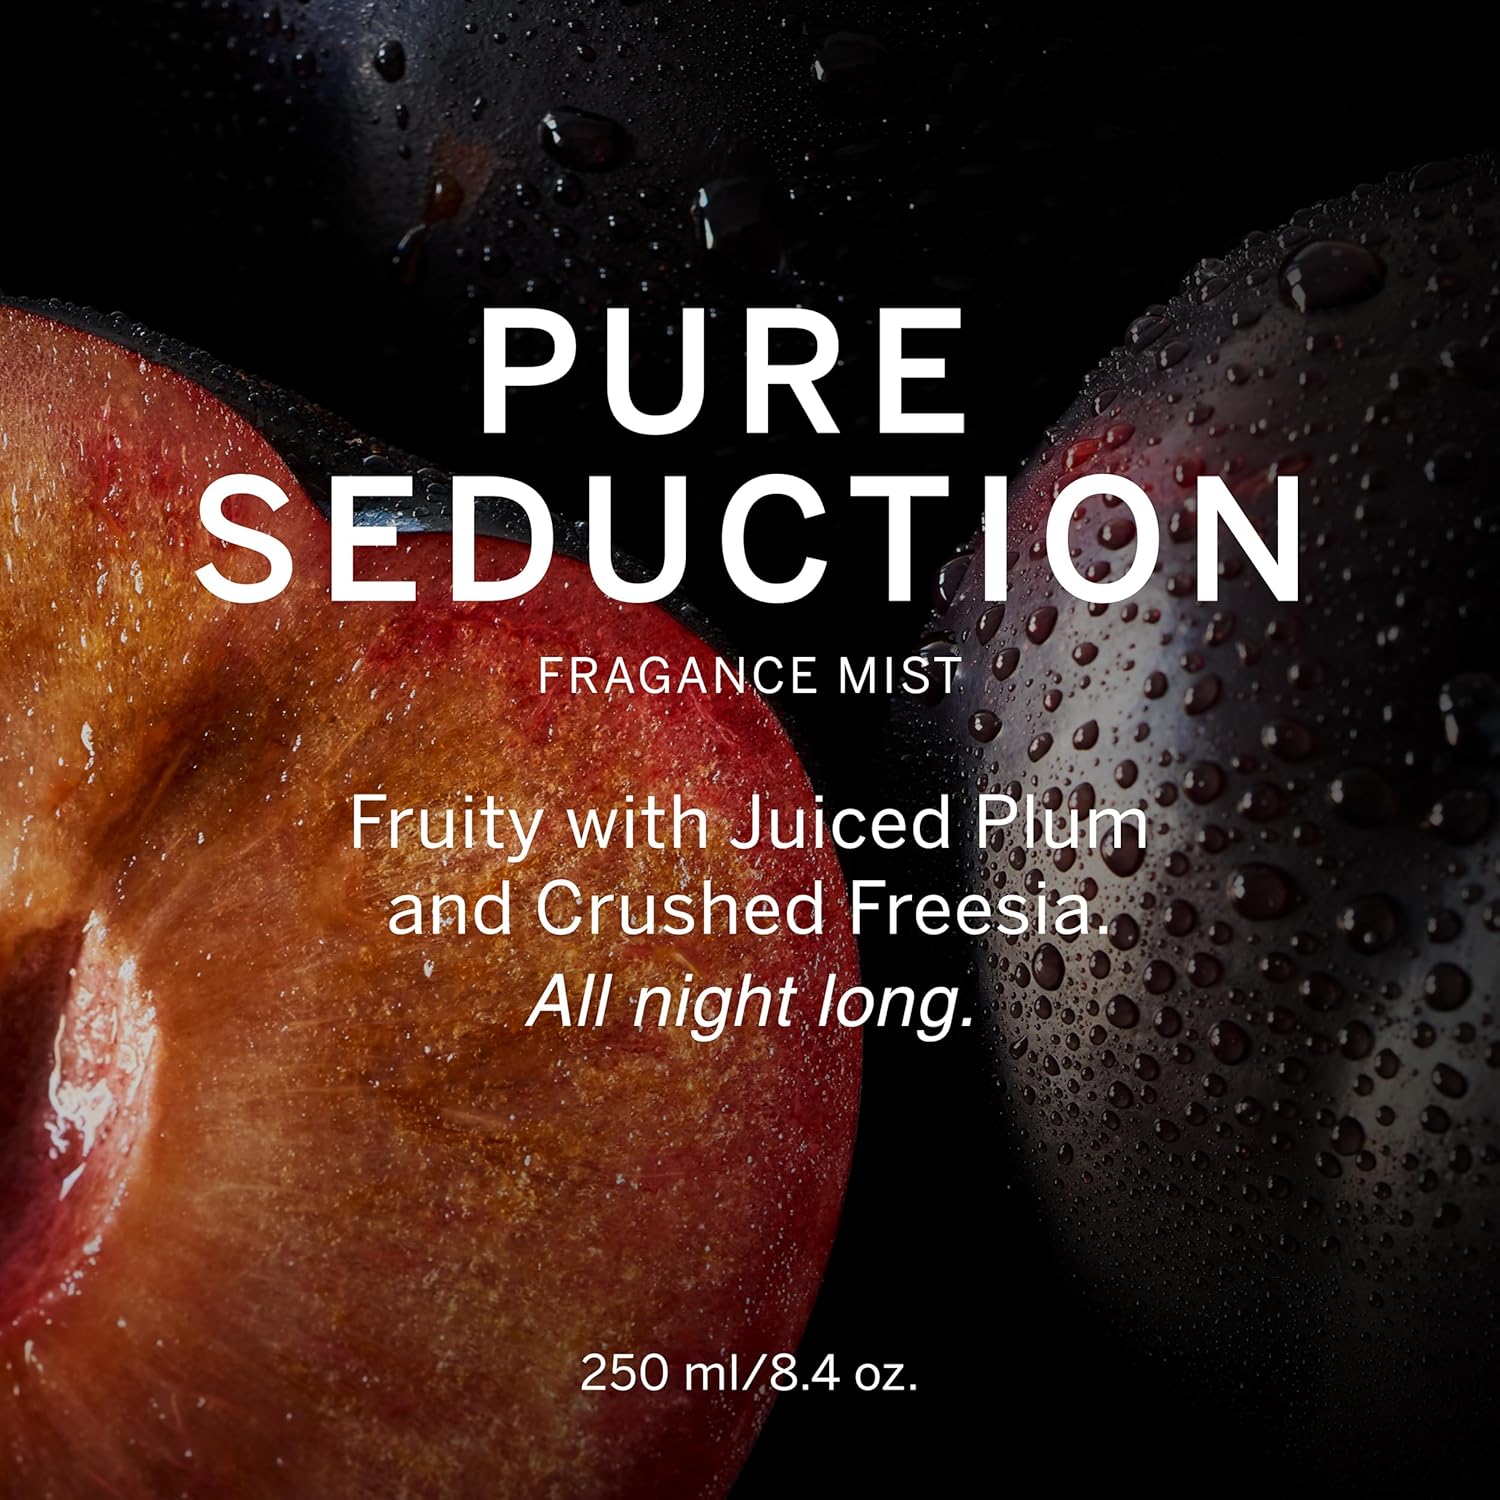 PURE
SEDUCTION
FRAGANCE MIST
Fruity with Juiced Plum
and Crushed Freesia.
All night long.
250 ml/8.4 oz.